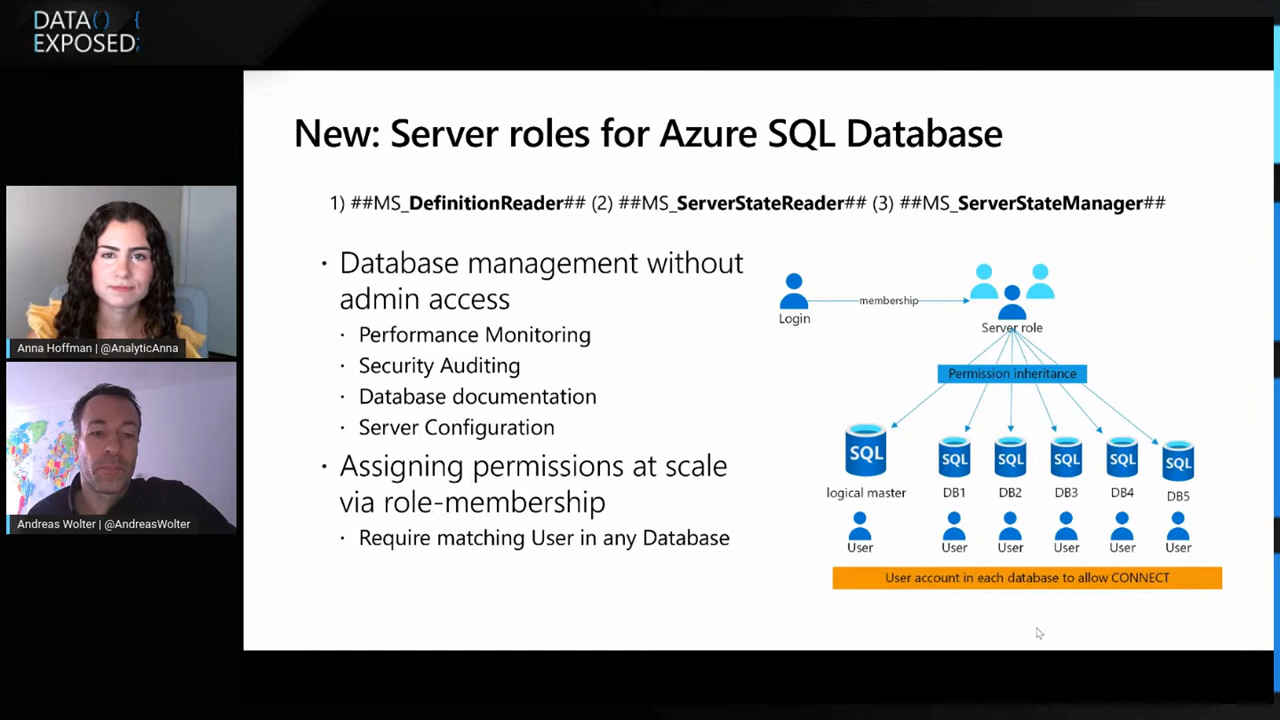 DATA() {
EXPOSED;
New: Server roles for Azure SQL Database
1) ##MS_DefinitionReader## (2) ##MS_ServerStateReader## (3) ##MS_ServerStateManager##
· Database management without
admin access
· Performance Monitoring
· Security Auditing
· Database documentation
· Server Configuration
· Assigning permissions at scale
via role-membership
· Require matching User in any Database
Login
membership
Server role
Permission inheritance
SQL
SQL
SQL
SQL
SQL
SQL
logical master
DB1
DB2
DB3
DB4
DB5
User
User
User
User
User
User
User account in each database to allow CONNECT
Anna Hoffman | @AnalyticAnna
Andreas Wolter | @AndreasWolter